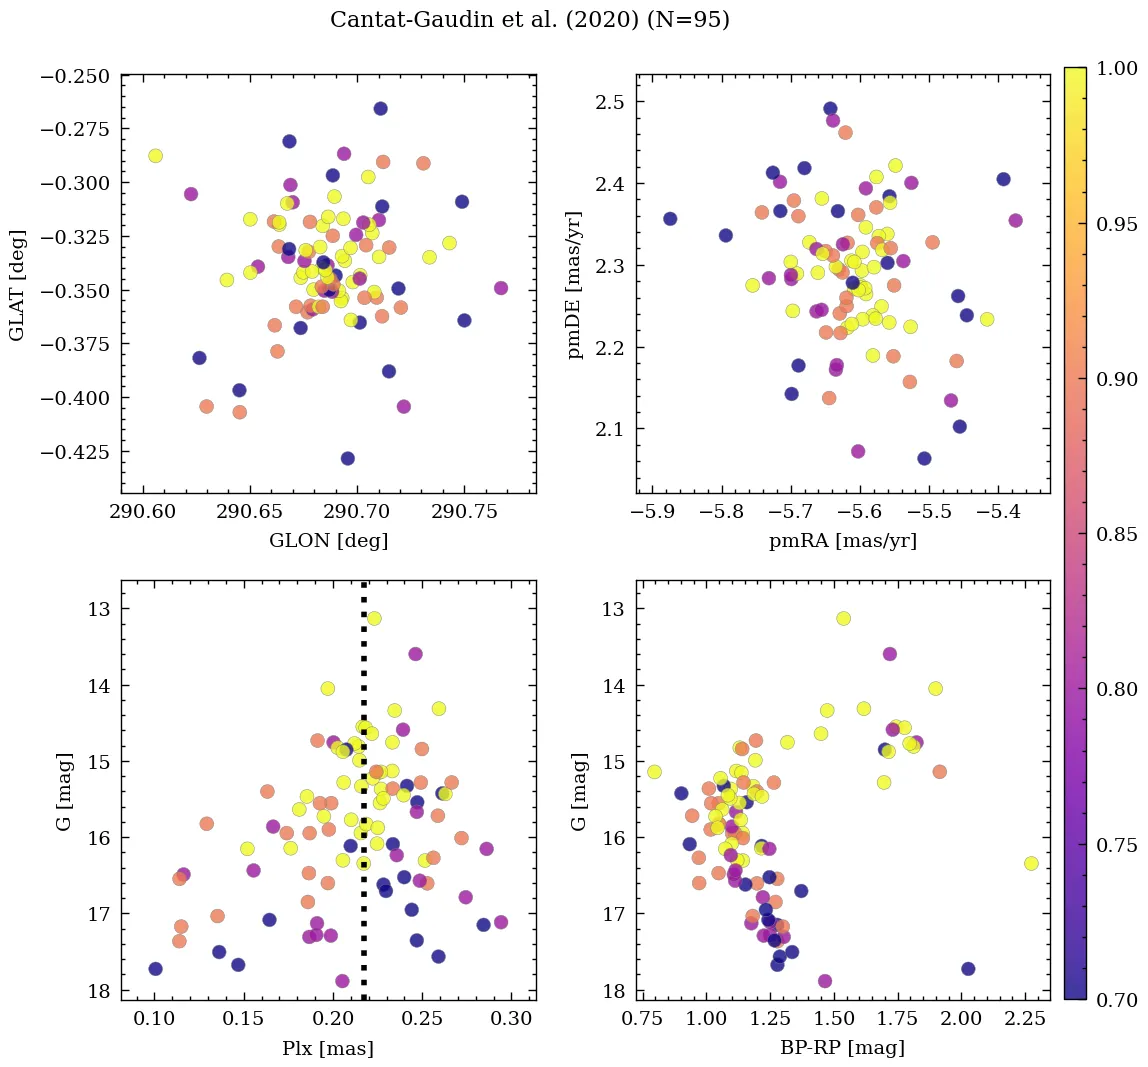 Cantat-Gaudin et al. (2020) (N=95)
−0.250
−0.275
−0.300
−0.325
−0.350
−0.375
−0.400
−0.425
GLAT [deg]
290.60 290.65 290.70 290.75
GLON [deg]
2.5
2.4
2.3
2.2
2.1
pmDE [mas/yr]
−5.9 −5.8 −5.7 −5.6 −5.5 −5.4
pmRA [mas/yr]
1.00
0.95
0.90
0.85
0.80
0.75
0.70
13
14
15
16
17
18
G [mag]
0.10 0.15 0.20 0.25 0.30
Plx [mas]
13
14
15
16
17
18
G [mag]
0.75 1.00 1.25 1.50 1.75 2.00 2.25
BP-RP [mag]